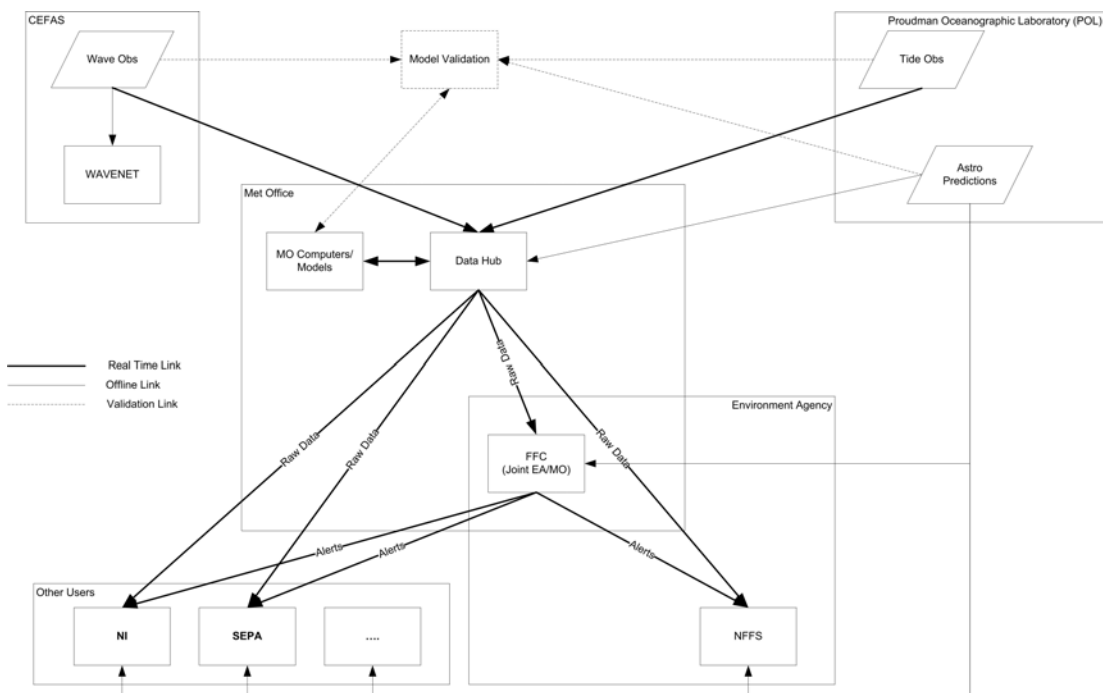 CEFAS
Proudman Oceanographic Laboratory (POL)
Wave Obs
Model Validation
Tide Obs
WAVENET
Astro
Predictions
Met Office
MO Computers/
Models
Data Hub
Real Time Link
Offline Link
Validation Link
Raw Data
Environment Agency
Raw Data
Raw Data
Raw Data
FFC
(Joint EA/MO)
Alerts
Alerts
Alerts
Other Users
NI
SEPA
....
NFFS